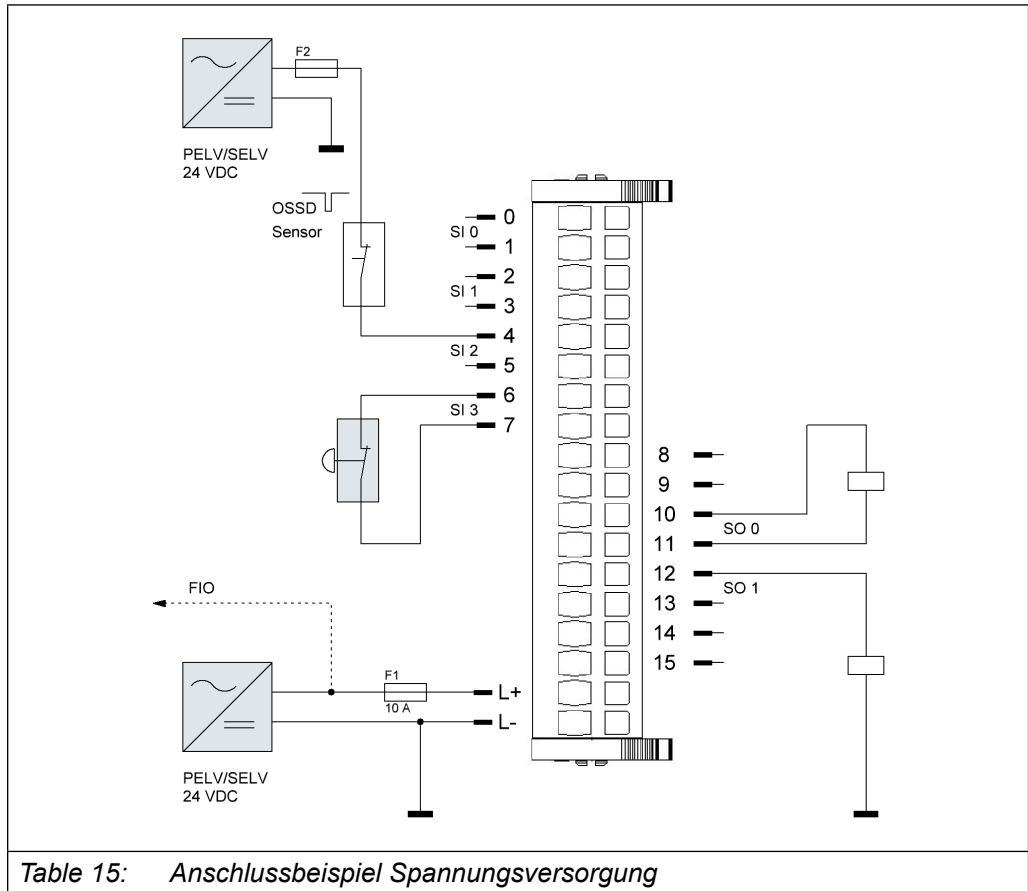 F2
PELV/SELV
24 VDC
OSSD
Sensor
0
SI 0
1
2
SI 1
3
4
SI 2
5
6
SI 3
7
8
9
10
SO 0
11
12
SO 1
13
14
15
FIO
F1
10 A
L+
L-
PELV/SELV
24 VDC
Table 15: Anschlussbeispiel Spannungsversorgung